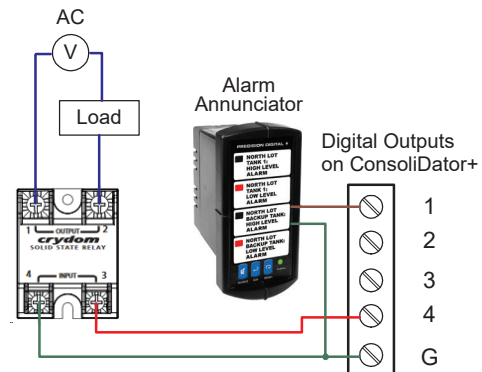 AC
V
Load
Alarm
Annunciator
Digital Outputs
on ConsoliDator+
PRECISION DIGITAL
NORTH LOT
TANK 1:
HIGH LEVEL
ALARM
NORTH LOT
TANK 1:
LOW LEVEL
ALARM
NORTH LOT
BACKUP TANK:
HIGH LEVEL
ALARM
NORTH LOT
BACKUP TANK:
LOW LEVEL
ALARM
1 OUTPUT 2
crydom
SOLID STATE RELAY
4 INPUT 3
1
2
3
4
G